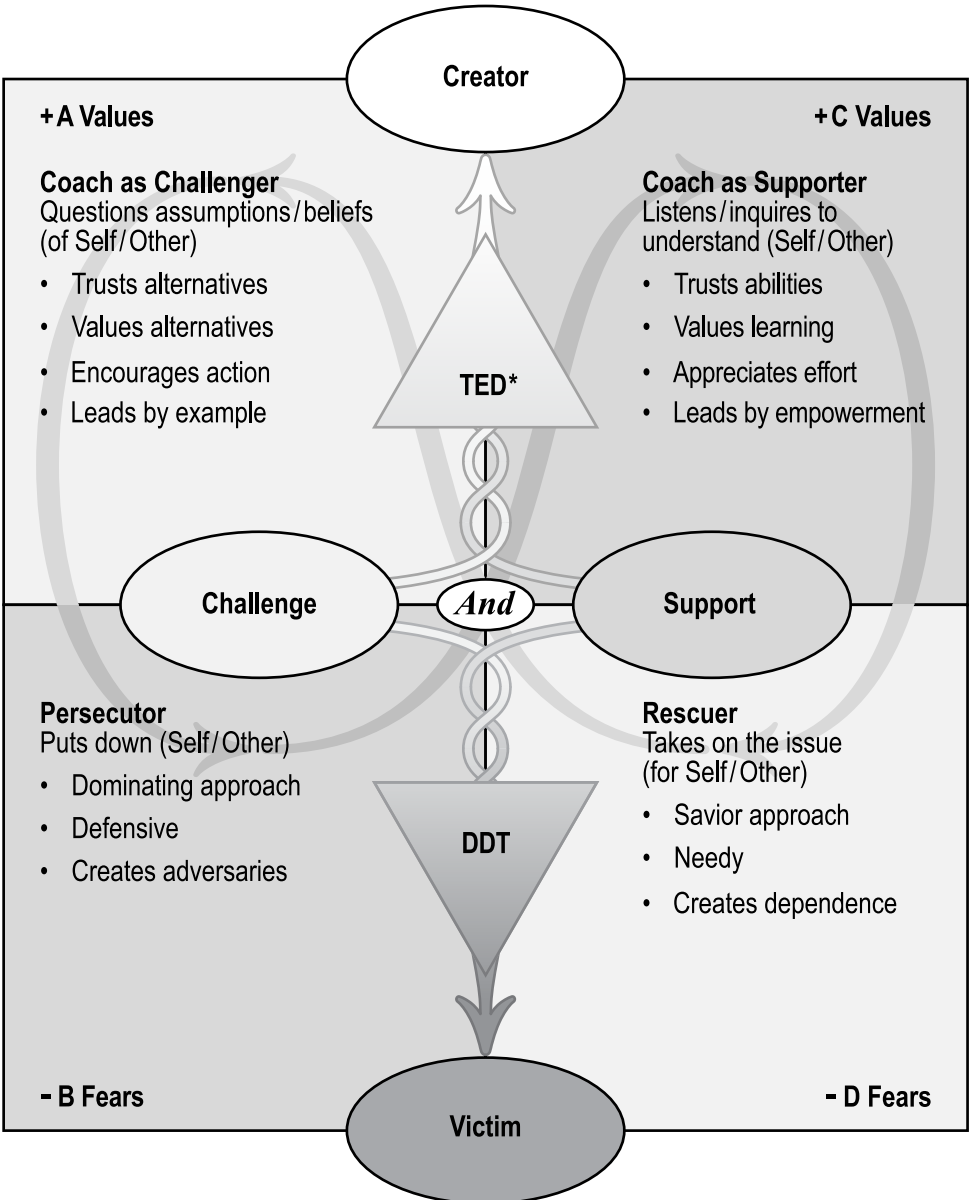 Creator
+A Values
Coach as Challenger
Questions assumptions/beliefs
(of Self/Other)
• Trusts alternatives
• Values alternatives
• Encourages action
• Leads by example
+C Values
Coach as Supporter
Listens/inquires to
understand (Self/Other)
• Trusts abilities
• Values learning
• Appreciates effort
• Leads by empowerment
TED*
Challenge
And
Support
Persecutor
Puts down (Self/Other)
• Dominating approach
• Defensive
• Creates adversaries
- B Fears
DDT
Rescuer
Takes on the issue
(for Self/Other)
• Savior approach
• Needy
• Creates dependence
- D Fears
Victim